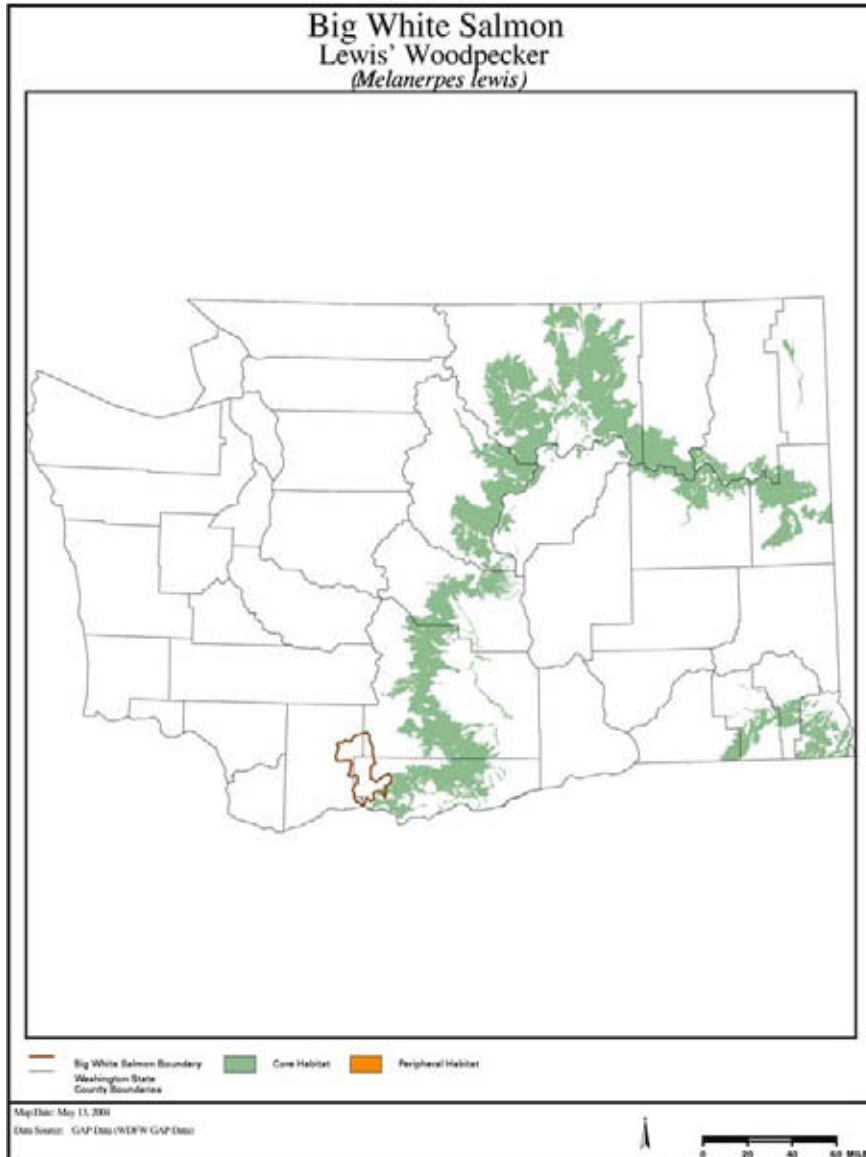 Big White Salmon
Lewis’ Woodpecker
(Melanerpes lewis)
Big White Salmon Boundary
Core Habitat
Peripheral Habitat
Washington State
County Boundaries
Map Date: May 13, 2004
Data Source: GAP Data (WDFW GAP Data)
0 20 40 60 Miles